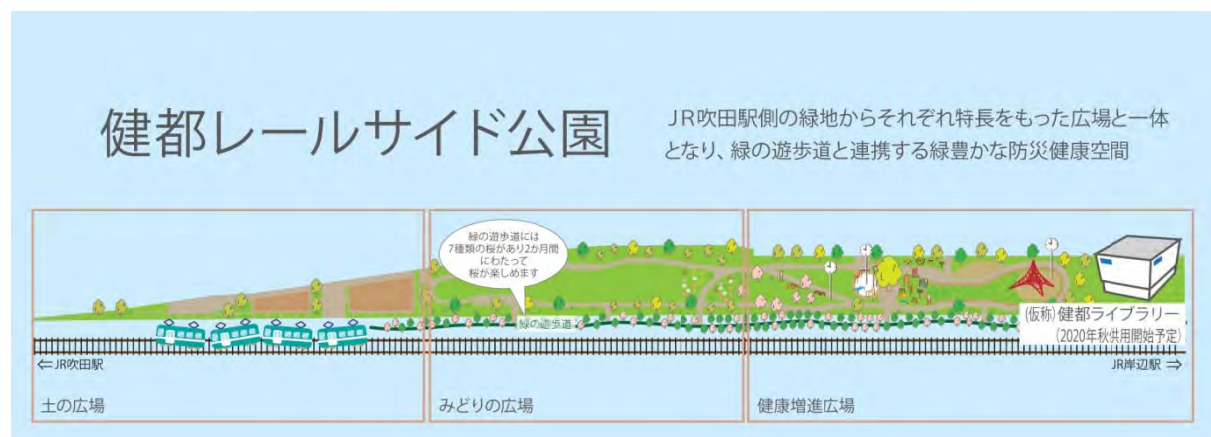 健都レールサイド公園
JR吹田駅側の緑地からそれぞれ特長をもった広場と一体
となり、緑の遊歩道と連携する緑豊かな防災健康空間
緑の遊歩道には
7種類の桜があり2か月間
にわたって
桜が楽しめます
緑の遊歩道
(仮称)健都ライブラリー
(2020年秋供用開始予定)
⇐JR吹田駅
JR岸辺駅 ⇒
土の広場
みどりの広場
健康増進広場